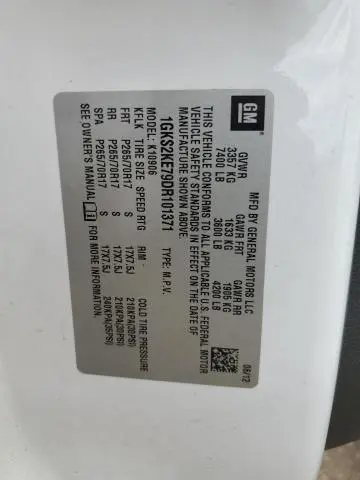 GM
MFD BY GENERAL MOTORS LLC
06/12
GVWR GAWR FRT GAWR RR
3357 KG 1633 KG 1905 KG
7400 LB 3600 LB 4200 LB
THIS VEHICLE CONFORMS TO ALL APPLICABLE U.S. FEDERAL MOTOR
VEHICLE SAFETY STANDARDS IN EFFECT ON THE DATE OF
MANUFACTURE SHOWN ABOVE.
1GKS2KE79DR101371 TYPE: M.P.V.
MODEL: K10906
KFLK TIRE SIZE SPEED RTG RIM COLD TIRE PRESSURE
FRT P265/70R17 S 17X7.5J 210KPA(30PSI)
RR P265/70R17 S 17X7.5J 210KPA(30PSI)
SPA P265/70R17 S 17X7.5J 240KPA(35PSI)
SEE OWNER'S MANUAL i